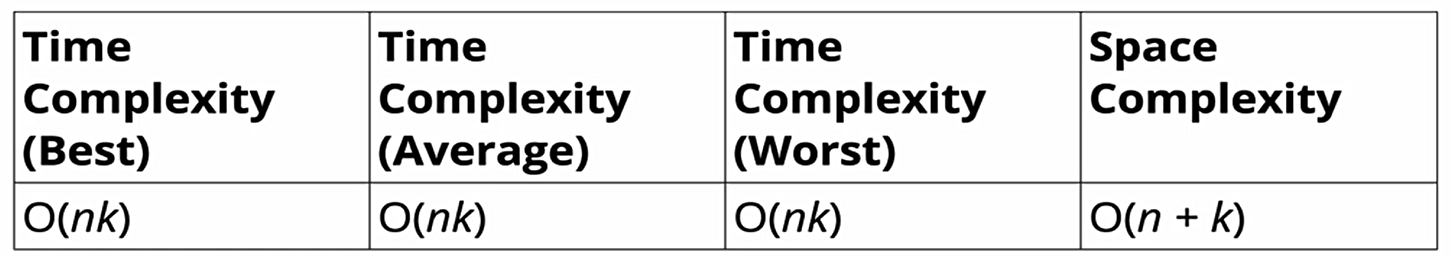 Time
Complexity
(Best)
Time
Complexity
(Average)
Time
Complexity
(Worst)
Space
Complexity
O(nk)
O(nk)
O(nk)
O(n + k)